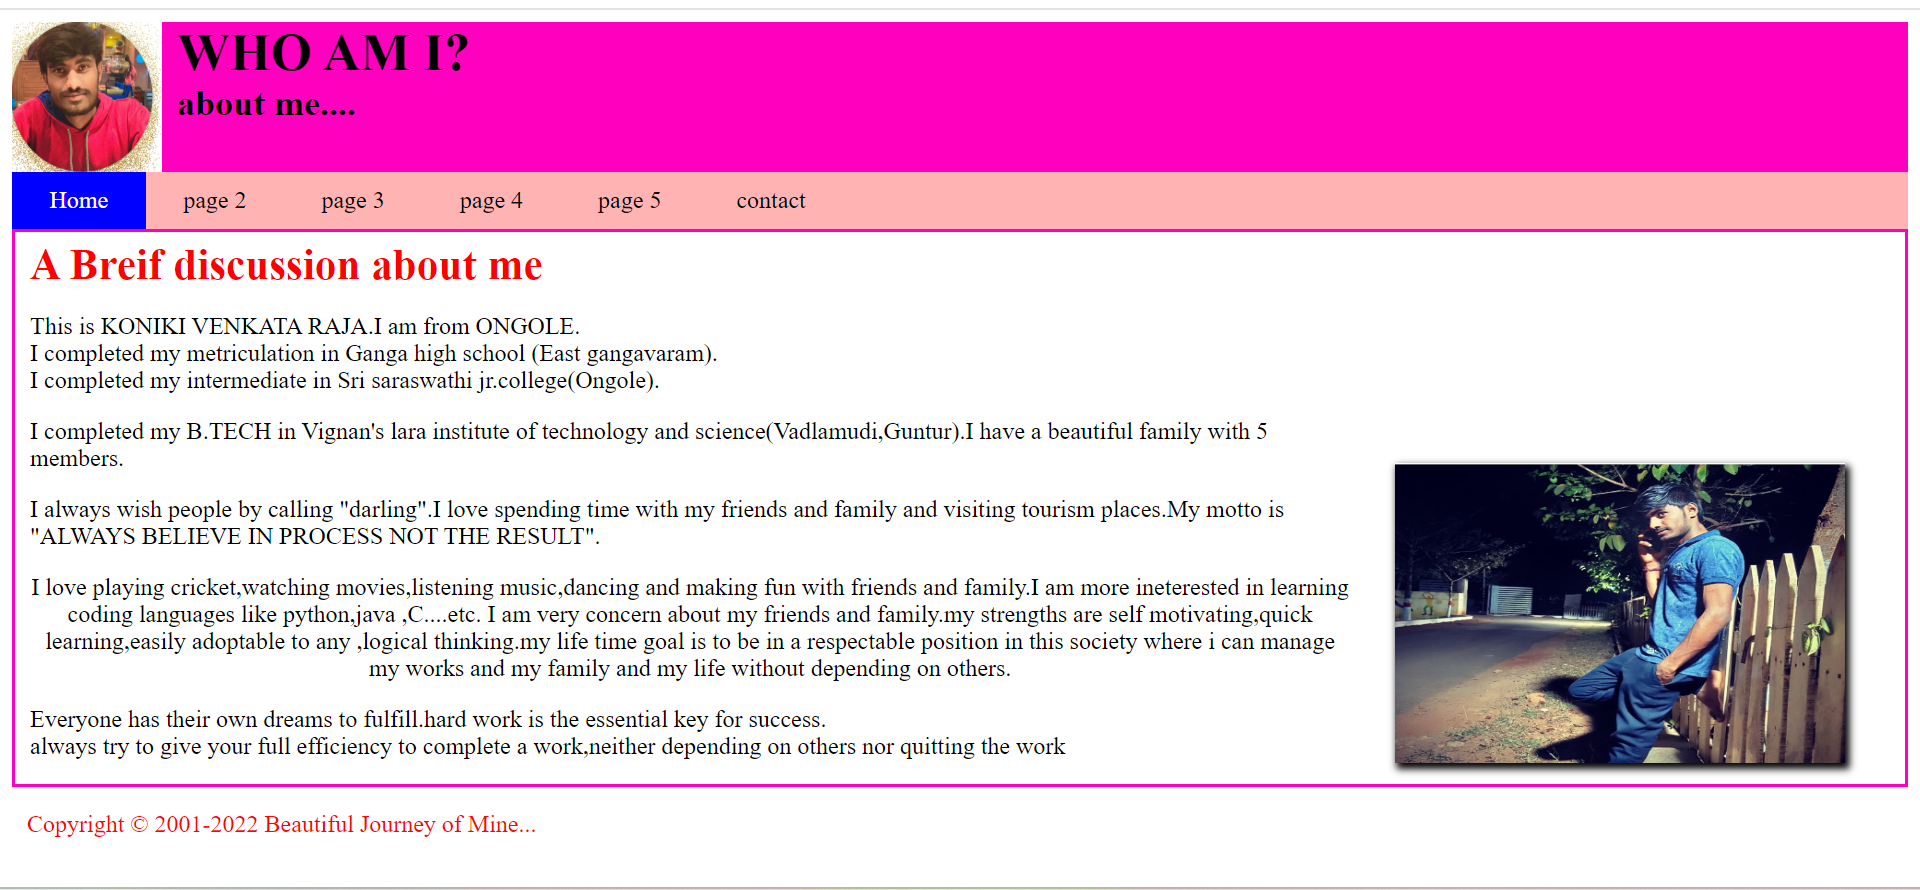 WHO AM I?
about me....
Home page 2 page 3 page 4 page 5 contact
A Breif discussion about me
This is KONIKI VENKATA RAJA.I am from ONGOLE.
I completed my metriculation in Ganga high school (East gangavaram).
I completed my intermediate in Sri saraswathi jr.college(Ongole).
I completed my B.TECH in Vignan's lara institute of technology and science(Vadlamudi,Guntur).I have a beautiful family with 5
members.
I always wish people by calling "darling".I love spending time with my friends and family and visiting tourism places.My motto is
"ALWAYS BELIEVE IN PROCESS NOT THE RESULT".
I love playing cricket,watching movies,listening music,dancing and making fun with friends and family.I am more ineterested in learning
coding languages like python,java ,C....etc. I am very concern about my friends and family.my strengths are self motivating,quick
learning,easily adoptable to any ,logical thinking.my life time goal is to be in a respectable position in this society where i can manage
my works and my family and my life without depending on others.
Everyone has their own dreams to fulfill.hard work is the essential key for success.
always try to give your full efficiency to complete a work,neither depending on others nor quitting the work
Copyright © 2001-2022 Beautiful Journey of Mine...